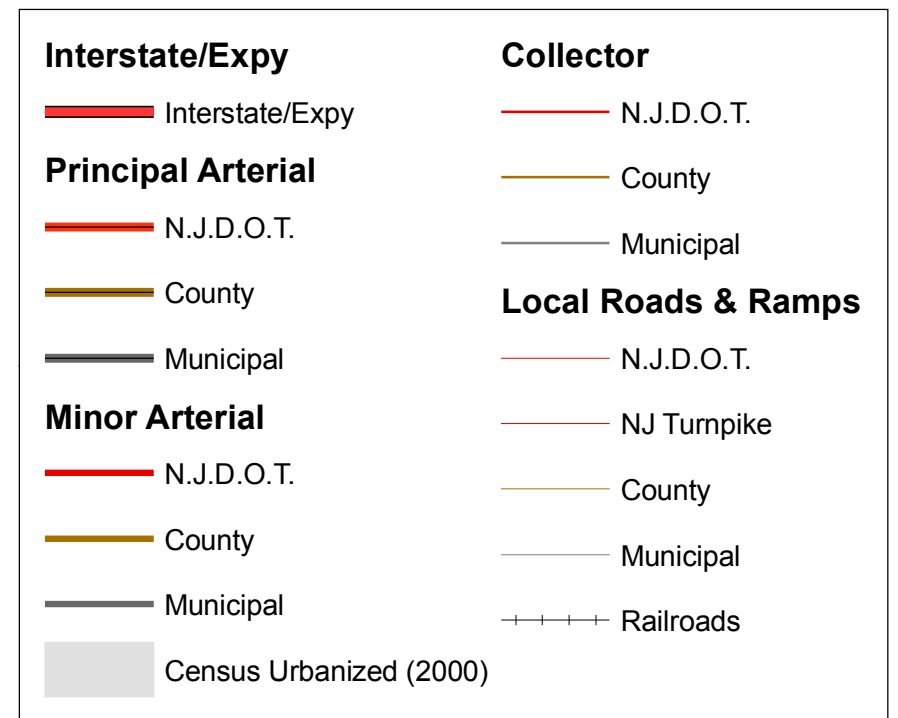 Interstate/Expy
Interstate/Expy
Principal Arterial
N.J.D.O.T.
County
Municipal
Minor Arterial
N.J.D.O.T.
County
Municipal
Census Urbanized (2000)
Collector
N.J.D.O.T.
County
Municipal
Local Roads & Ramps
N.J.D.O.T.
NJ Turnpike
County
Municipal
Railroads